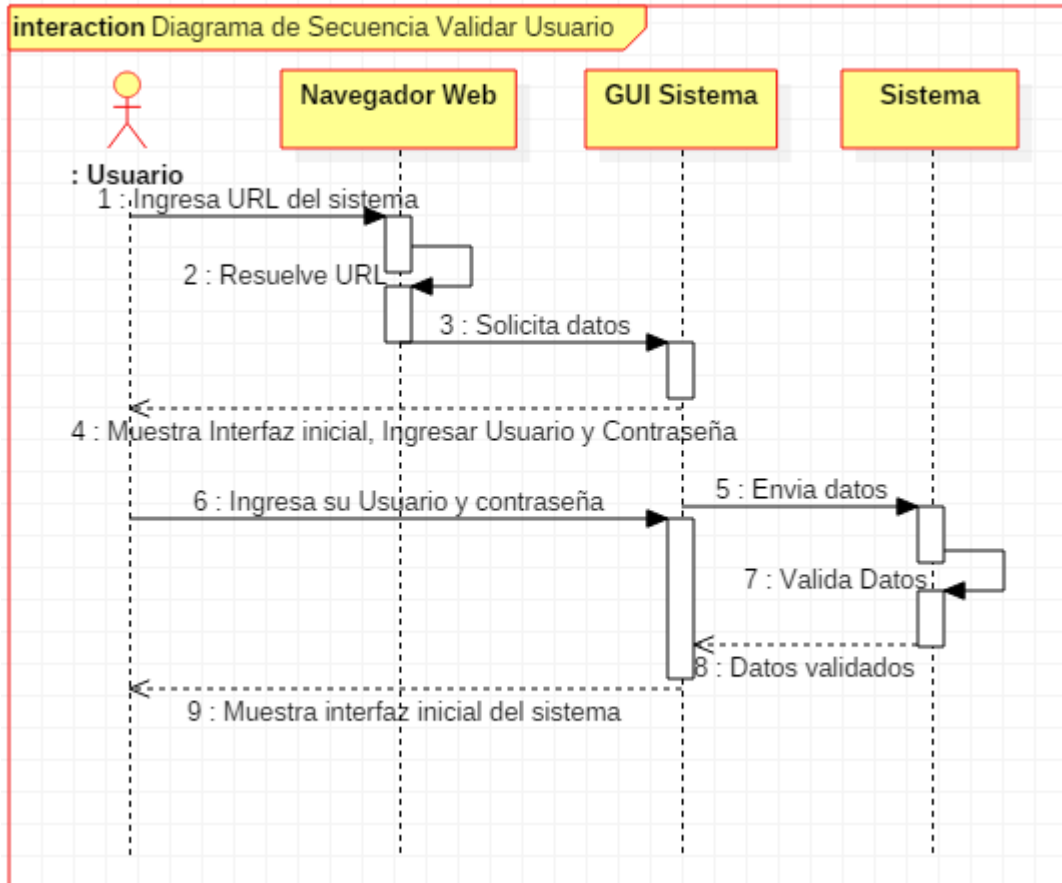 interaction Diagrama de Secuencia Validar Usuario
Navegador Web
GUI Sistema
Sistema
: Usuario
1 : Ingresa URL del sistema
2 : Resuelve URL
3 : Solicita datos
4 : Muestra Interfaz inicial, Ingresar Usuario y Contraseña
5 : Envia datos
6 : Ingresa su Usuario y contraseña
7 : Valida Datos
8 : Datos validados
9 : Muestra interfaz inicial del sistema